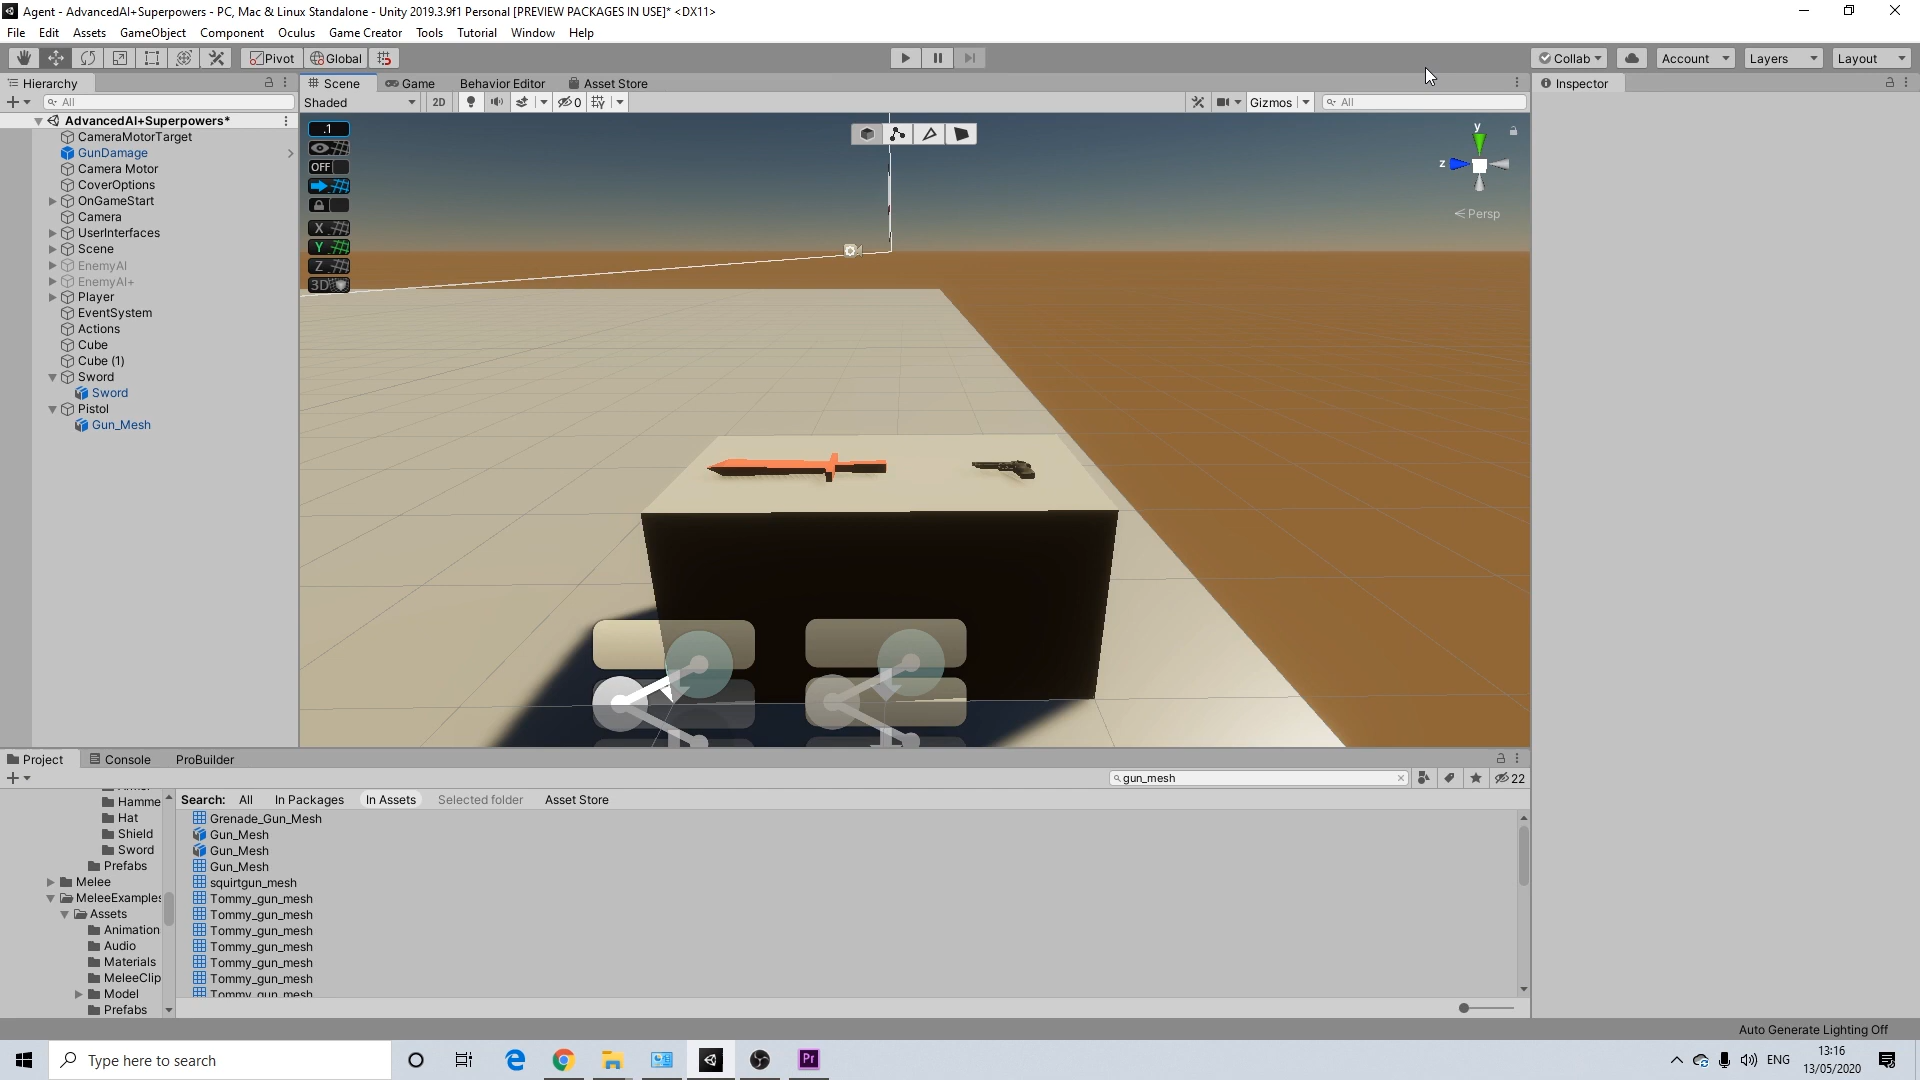 Agent - AdvancedAI+Superpowers - PC, Mac & Linux Standalone - Unity 2019.3.9f1 Personal [PREVIEW PACKAGES IN USE]* <DX11>
File Edit Assets GameObject Component Oculus Game Creator Tools Tutorial Window Help
Pivot Global Collab Account Layers Layout
Hierarchy Scene Game Behavior Editor Asset Store Inspector
All Shaded 2D 0 Gizmos All
AdvancedAI+Superpowers*
CameraMotorTarget
GunDamage
Camera Motor
CoverOptions
OnGameStart
Camera
UserInterfaces
Scene
EnemyAI
EnemyAI+
Player
EventSystem
Actions
Cube
Cube (1)
Sword
Sword
Pistol
Gun_Mesh
.1
OFF
X
Y
Z
3D
y
z
Persp
Project Console ProBuilder
gun_mesh 22
Search: All In Packages In Assets Selected folder Asset Store
Hamme
Hat
Shield
Sword
Prefabs
Melee
MeleeExamples
Assets
Animation
Audio
Materials
MeleeClip
Model
Prefabs
Grenade_Gun_Mesh
Gun_Mesh
Gun_Mesh
Gun_Mesh
squirtgun_mesh
Tommy_gun_mesh
Tommy_gun_mesh
Tommy_gun_mesh
Tommy_gun_mesh
Tommy_gun_mesh
Tommy_gun_mesh
Tommy_gun_mesh
Auto Generate Lighting Off
Type here to search
Pr
ENG
13:16
13/05/2020